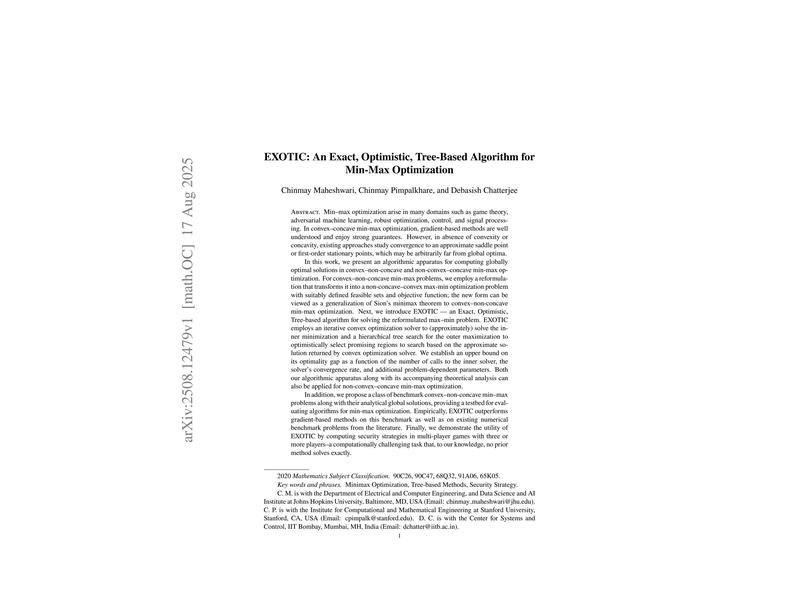 arXiv:2508.12479v1 [math.OC] 17 Aug 2025
EXOTIC: An Exact, Optimistic, Tree-Based Algorithm for
Min-Max Optimization
Chinmay Maheshwari, Chinmay Pimpalkhare, and Debasish Chatterjee
Abstract. Min–max optimization arise in many domains such as game theory,
adversarial machine learning, robust optimization, control, and signal process-
ing. In convex–concave min-max problems, gradient-based methods are well
understood and enjoy strong guarantees. However, in absence of convexity or
concavity, existing approaches study convergence to an approximate saddle point
or first-order stationary points, which may be arbitrarily far from global optima.
In this work, we present an algorithmic apparatus for computing globally
optimal solutions in convex–non-concave and non-convex–concave min-max op-
timization. For convex–non-concave min-max problems, we employ a reformula-
tion that transforms it into a non-concave–convex max-min optimization problem
with suitably defined feasible sets and objective function; the new form can be
viewed as a generalization of Sion's minimax theorem to convex–non-concave
min-max optimization. Next, we introduce EXOTIC — an Exact, Optimistic,
Tree-based algorithm for solving the reformulated max–min problem. EXOTIC
employs an iterative convex optimization solver to (approximately) solve the in-
ner minimization and a hierarchical tree search for the outer maximization to
optimistically select promising regions to search based on the approximate so-
lution returned by convex optimization solver. We establish an upper bound on
its optimality gap as a function of the number of calls to the inner solver, the
solver's convergence rate, and additional problem-dependent parameters. Both
our algorithmic apparatus along with its accompanying theoretical analysis can
also be applied for non-convex–concave min-max optimization.
In addition, we propose a class of benchmark convex–non-concave min-max
problems along with their analytical global solutions, providing a testbed for eval-
uating algorithms for min-max optimization. Empirically, EXOTIC outperforms
gradient-based methods on this benchmark as well as on existing numerical
benchmark problems from the literature. Finally, we demonstrate the utility of
EXOTIC by computing security strategies in multi-player games with three or
more players–a computationally challenging task that, to our knowledge, no prior
method solves exactly.
2020 Mathematics Subject Classification. 90C26, 90C47, 68Q32, 91A06, 65K05.
Key words and phrases. Minimax Optimization, Tree-based Methods, Security Strategy.
C. M. is with the Department of Electrical and Computer Engineering, and Data Science and AI
Institute at Johns Hopkins University, Baltimore, MD, USA (Email: chinmay.maheshwari@jhu.edu).
C. P. is with the Institute for Computational and Mathematical Engineering at Stanford University,
Stanford, CA, USA (Email: cpimpalk@stanford.edu). D. C. is with the Center for Systems and
Control, IIT Bombay, Mumbai, MH, India (Email: dchatter@iitb.ac.in).
1